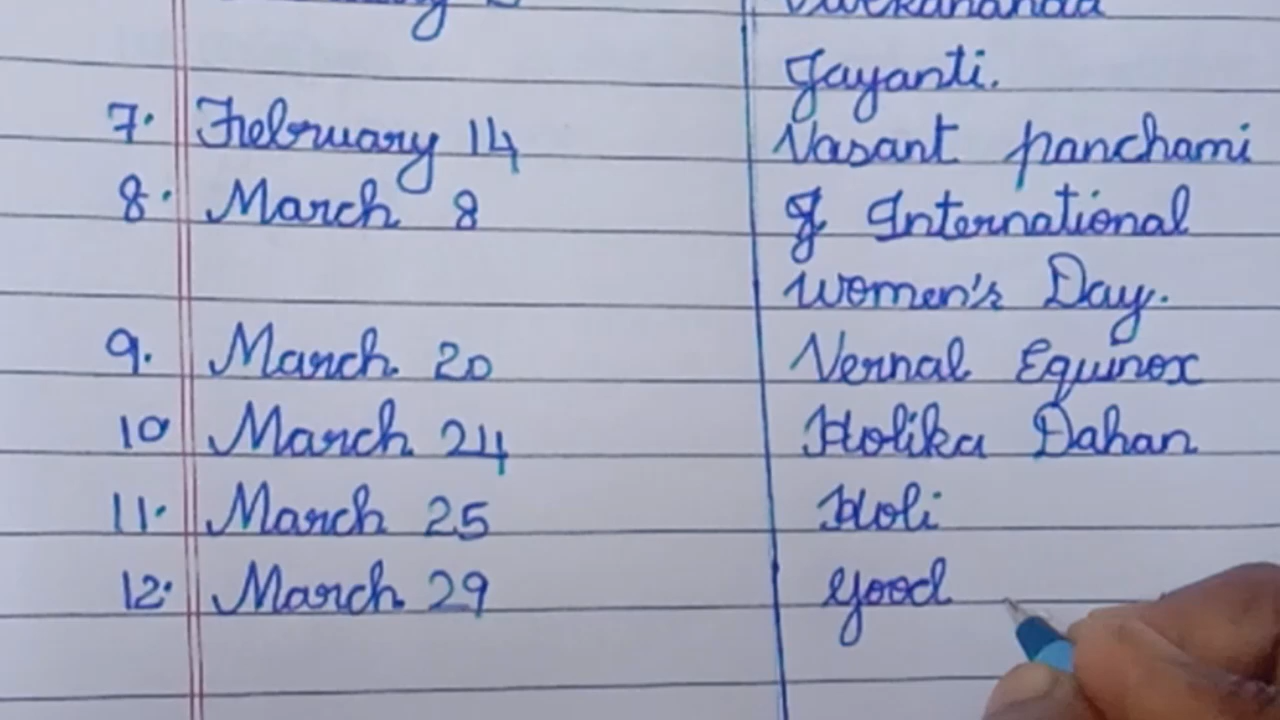 Jayanti.
7. February 14 Vasant panchami
8. March 8 International
women's Day.
9. March 20 Vernal Equinox
10 March 24 Holika Dahan
11. March 25 Holi
12. March 29 Good